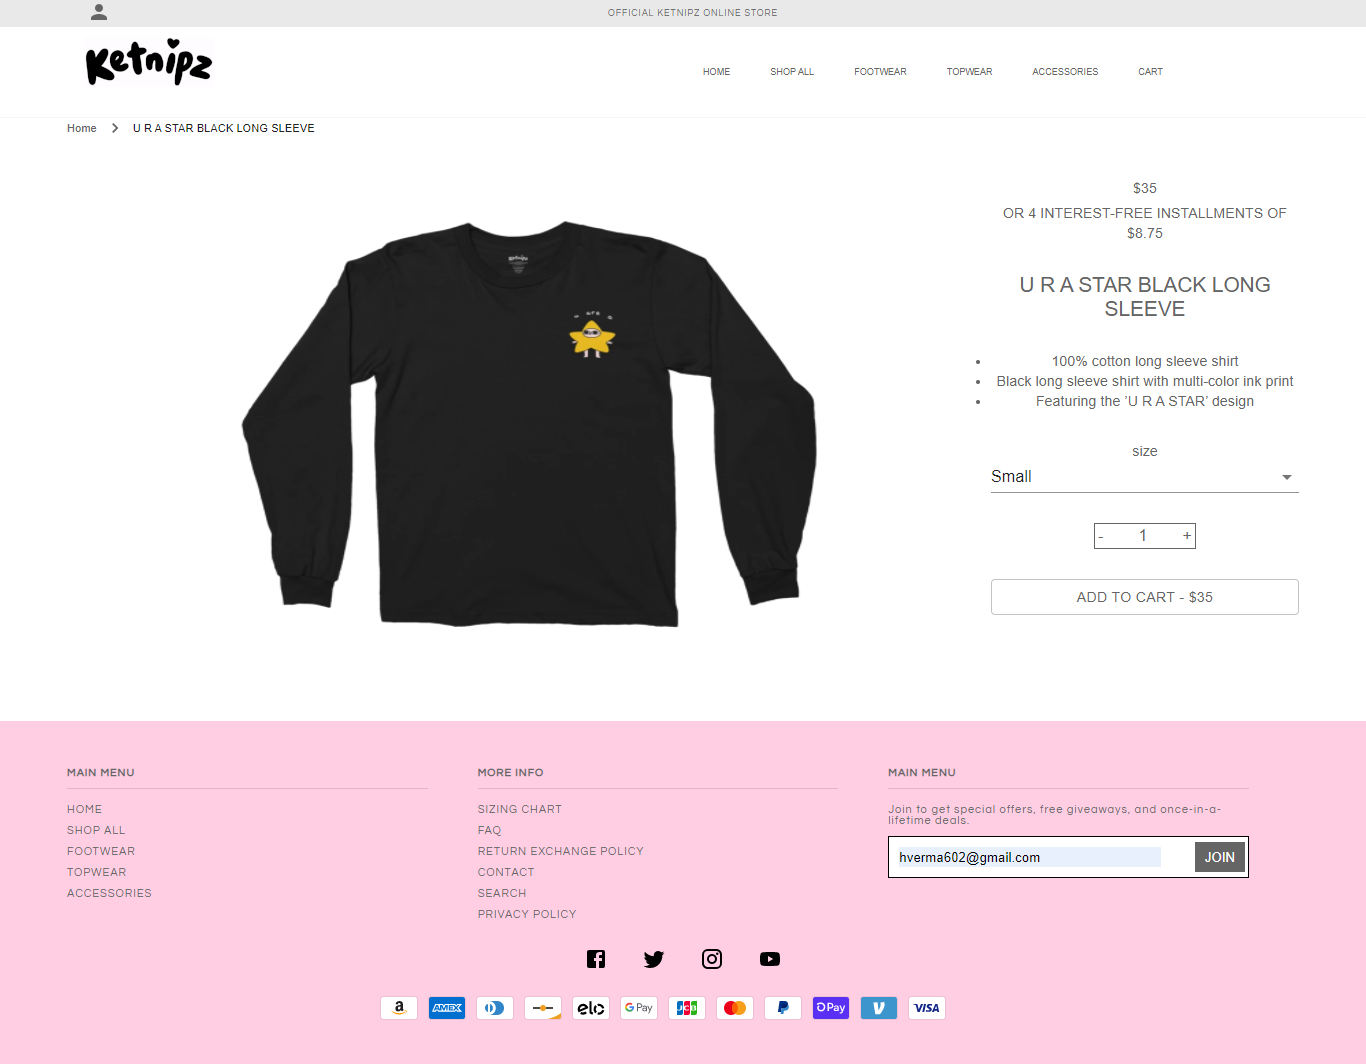 OFFICIAL KETNIPZ ONLINE STORE
Ketnipz
HOME SHOP ALL FOOTWEAR TOPWEAR ACCESSORIES CART
Home U R A STAR BLACK LONG SLEEVE
$35
OR 4 INTEREST-FREE INSTALLMENTS OF
$8.75
U R A STAR BLACK LONG
SLEEVE
100% cotton long sleeve shirt
Black long sleeve shirt with multi-color ink print
Featuring the ’U R A STAR’ design
size
Small
- 1 +
ADD TO CART - $35
Ketnipz
u are a
MAIN MENU
HOME
SHOP ALL
FOOTWEAR
TOPWEAR
ACCESSORIES
MORE INFO
SIZING CHART
FAQ
RETURN EXCHANGE POLICY
CONTACT
SEARCH
PRIVACY POLICY
MAIN MENU
Join to get special offers, free giveaways, and once-in-a-
lifetime deals.
hverma602@gmail.com JOIN
a AMEX elo G Pay JCB Pay VISA